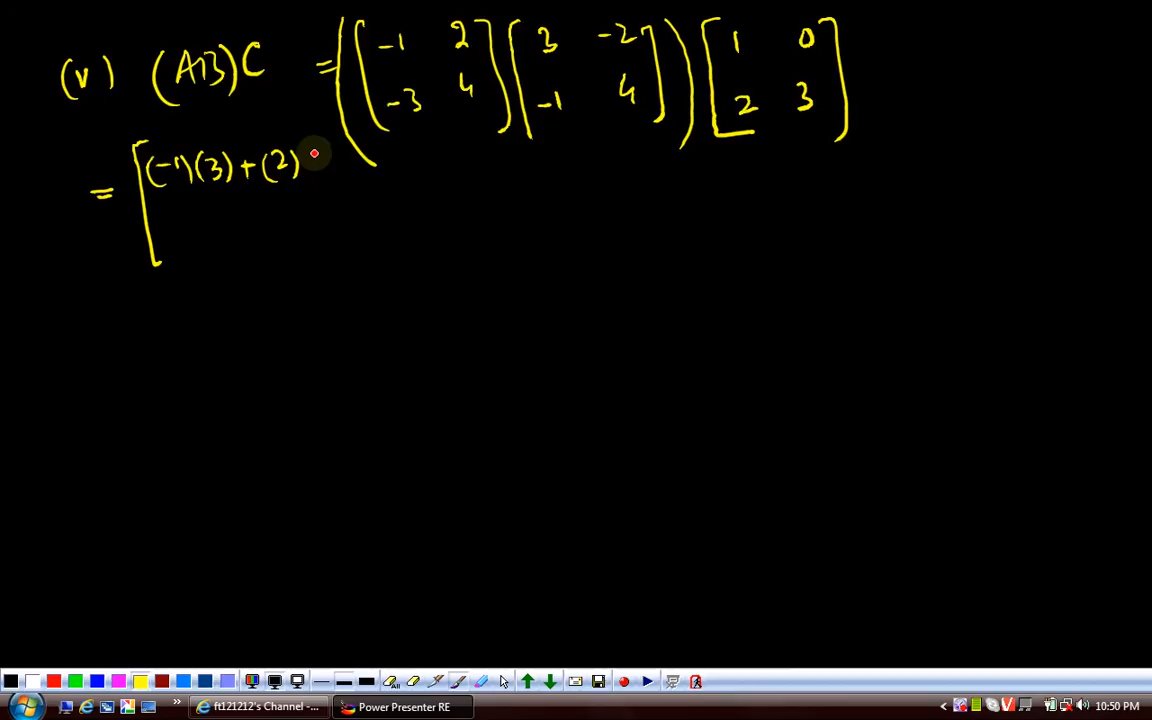 (v) (AB)C = ([-1 2 -3 4][3 -2 -1 4])[1 0 2 3]
= [(-1)(3) + (2)
ft121212's Channel -...
Power Presenter RE
10:50 PM